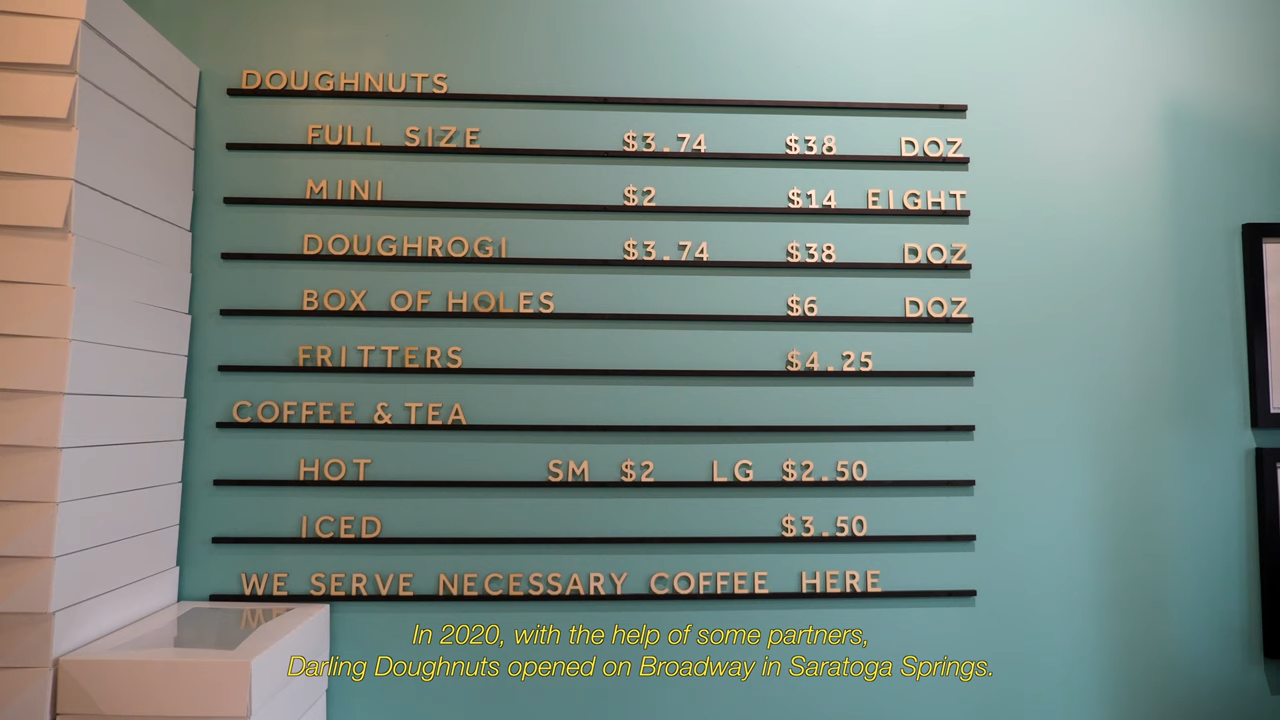 DOUGHNUTS
FULL SIZE $3.74 $38 DOZ
MINI $2 $14 EIGHT
DOUGHROGI $3.74 $38 DOZ
BOX OF HOLES $6 DOZ
FRITTERS $4.25
COFFEE & TEA
HOT SM $2 LG $2.50
ICED $3.50
WE SERVE NECESSARY COFFEE HERE
In 2020, with the help of some partners,
Darling Doughnuts opened on Broadway in Saratoga Springs.